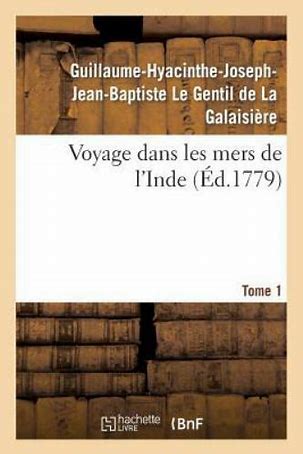 Guillaume-Hyacinthe-Joseph-
Jean-Baptiste Le Gentil de La
Galaisière
Voyage dans les mers de
l'Inde (Éd.1779)
Tome 1
hachette
LIVRE
{BnF